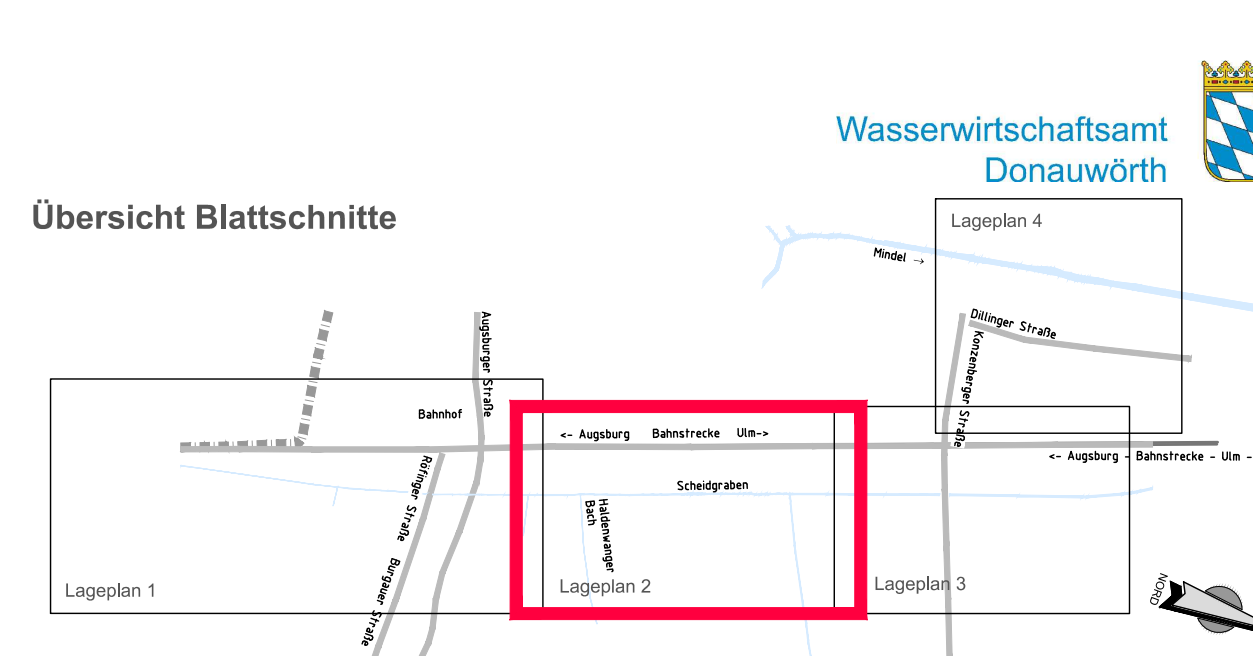 Wasserwirtschaftsamt
Donauwörth
Übersicht Blattschnitte
Lageplan 4
Mindel →
Dillinger Straße
Konzenberger Straße
Augsburger Straße
Bahnhof
<- Augsburg Bahnstrecke Ulm->
<- Augsburg - Bahnstrecke - Ulm -
Röfinger Straße
Scheidgraben
Haldenwanger
Bach
Burgauer Straße
Lageplan 1
Lageplan 2
Lageplan 3
NORD